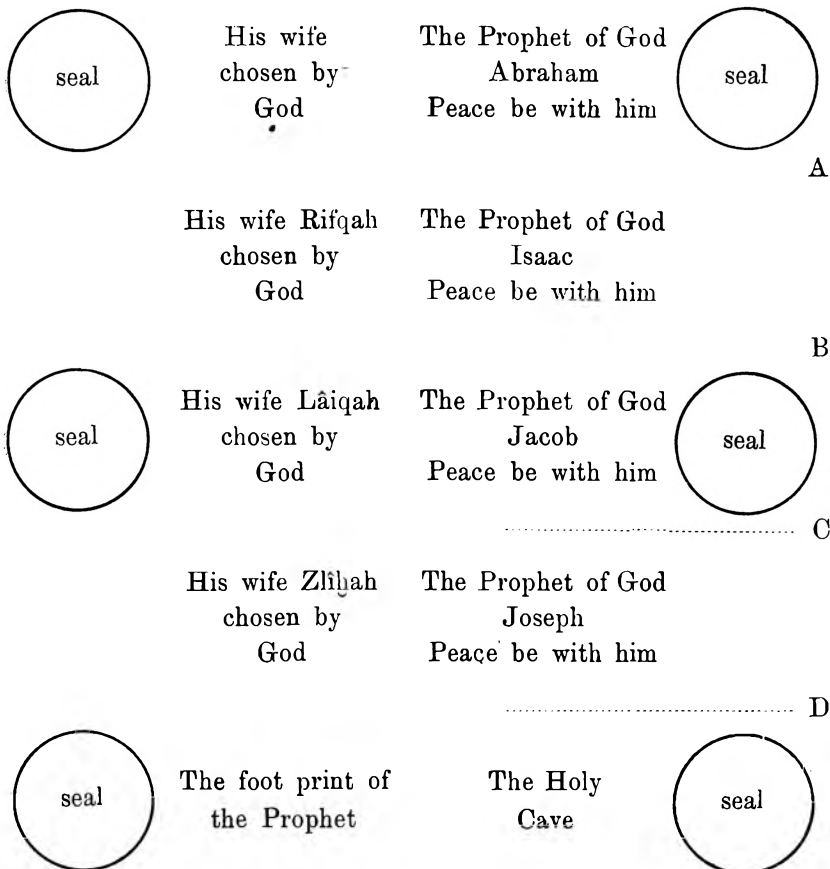 seal
His wife
chosen by
God
The Prophet of God
Abraham
Peace be with him
seal
A
His wife Rifqah
chosen by
God
The Prophet of God
Isaac
Peace be with him
B
seal
His wife Lâiqah
chosen by
God
The Prophet of God
Jacob
Peace be with him
seal
C
His wife Zlîḫah
chosen by
God
The Prophet of God
Joseph
Peace be with him
D
seal
The foot print of
the Prophet
The Holy
Cave
seal